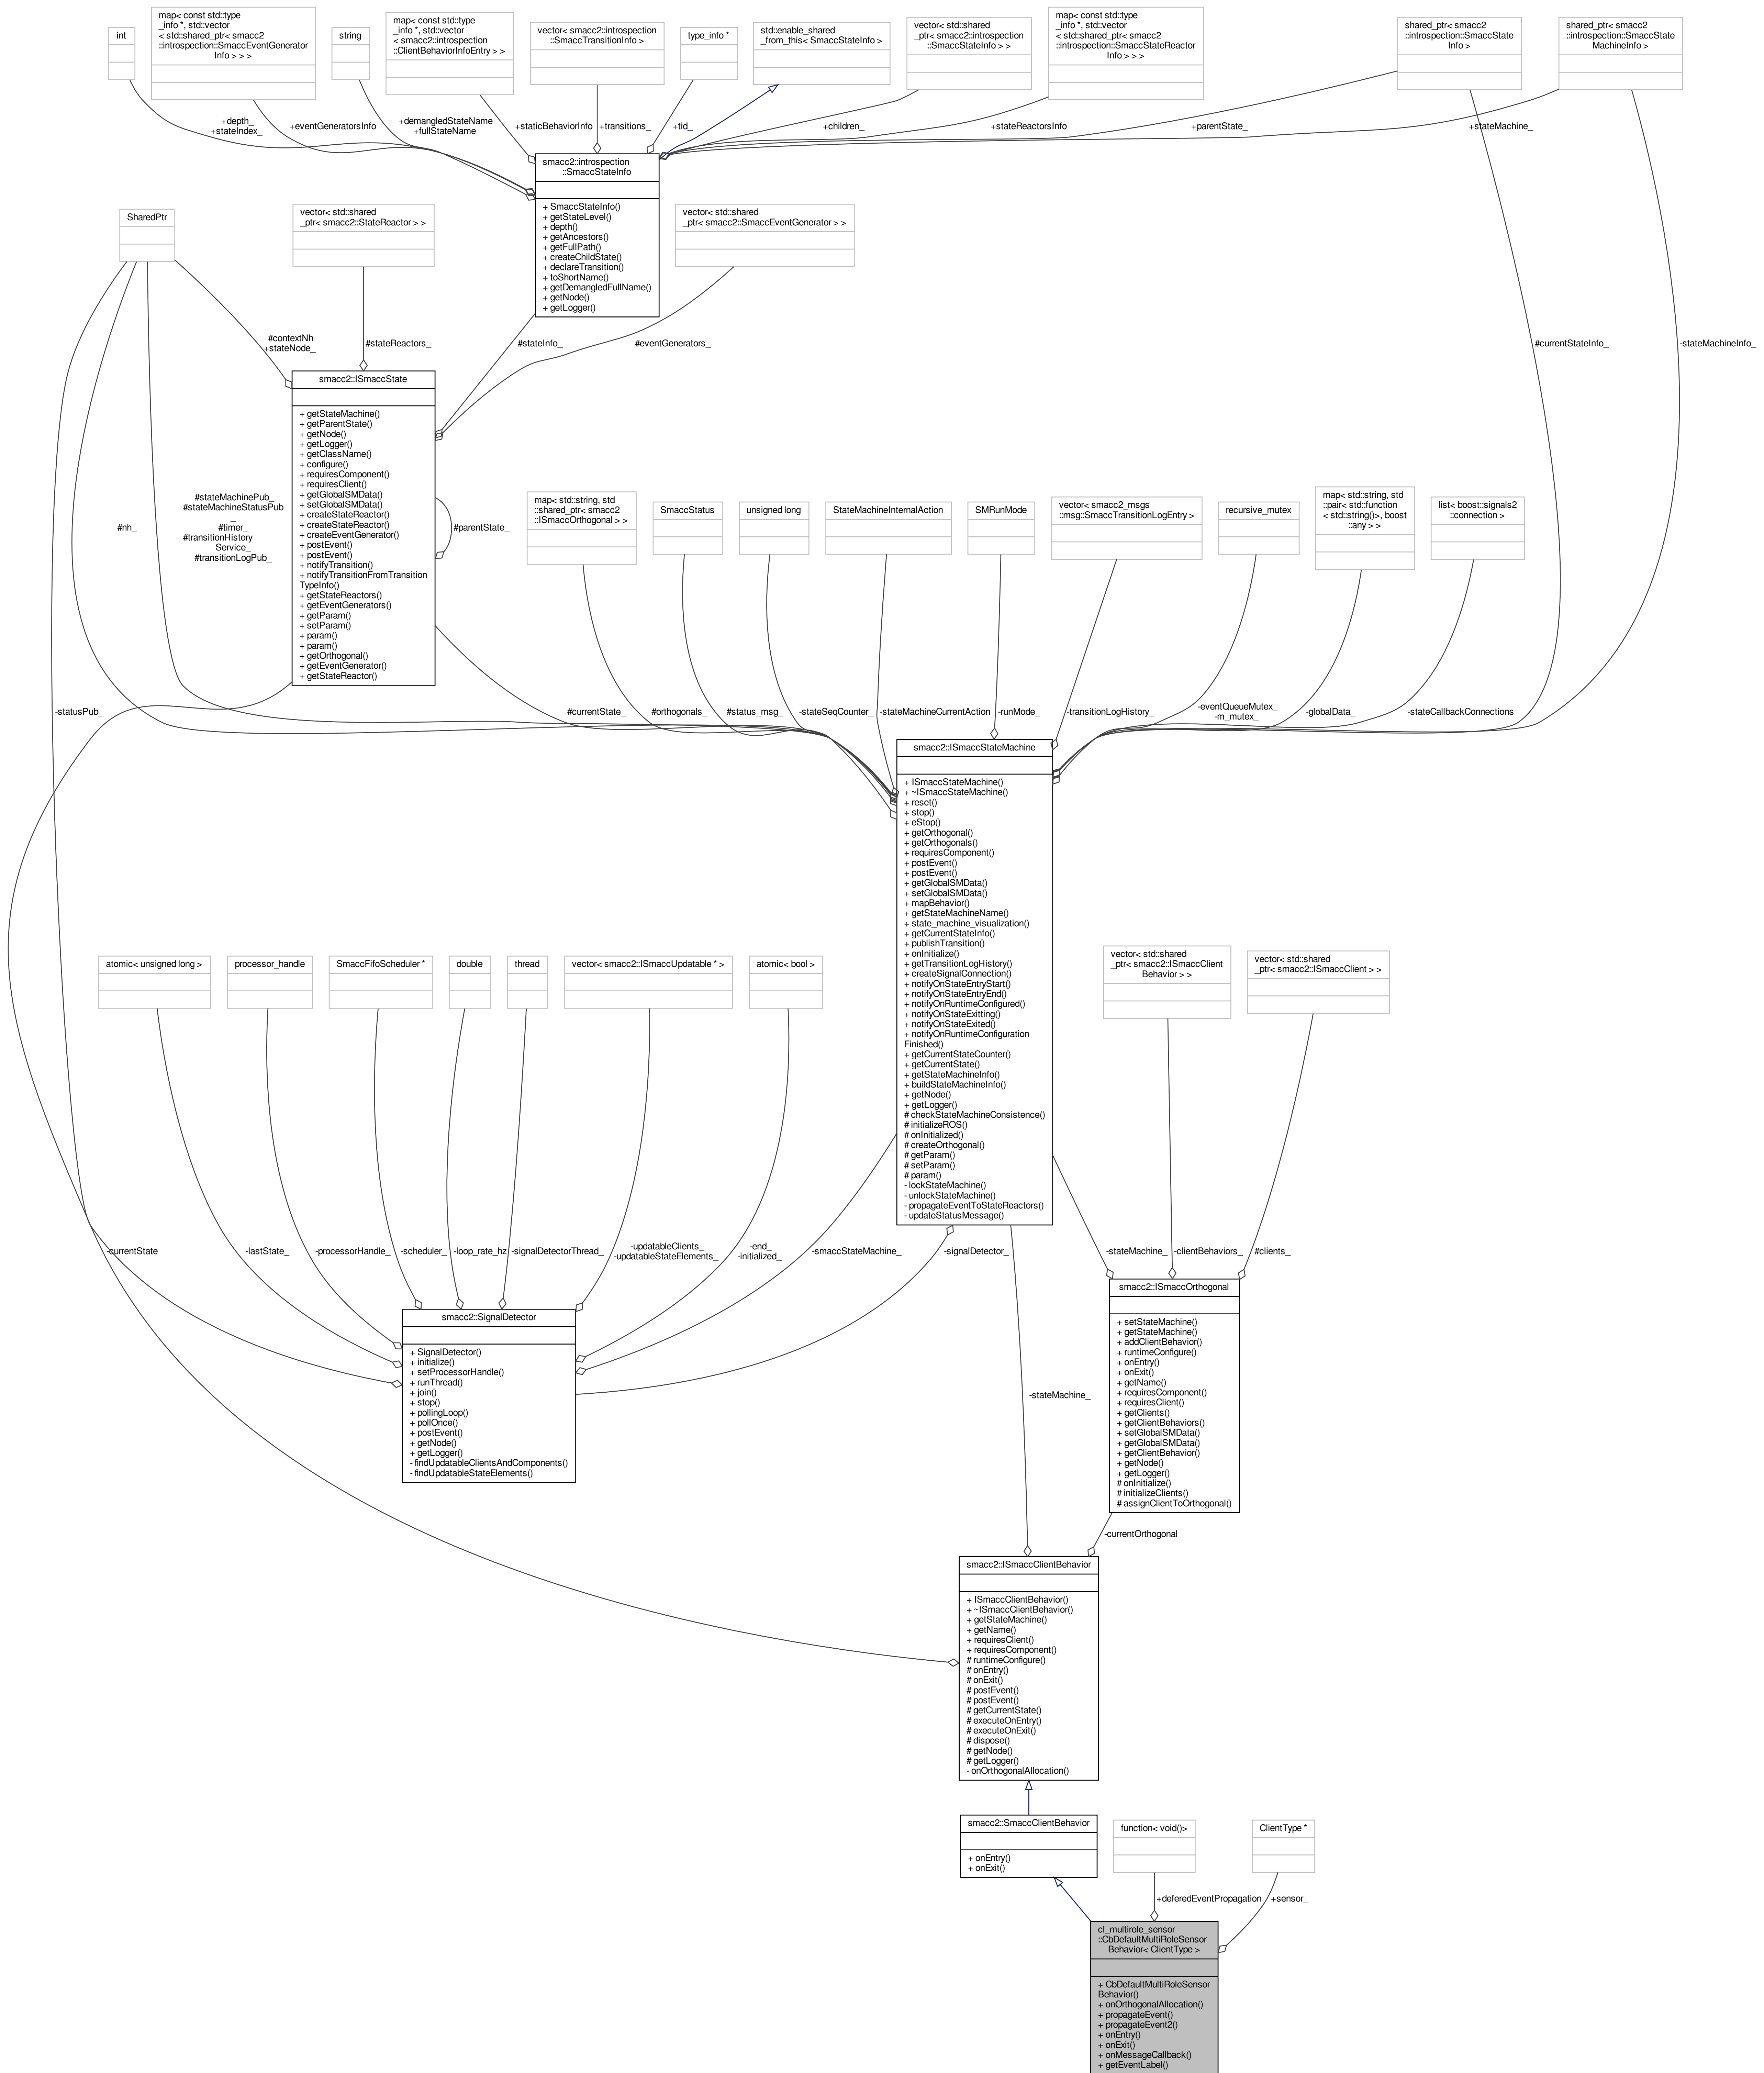 int
map< const std::type
_info *, std::vector
< std::shared_ptr< smacc2
::introspection::SmaccEventGenerator
Info > > >
string
map< const std::type
_info *, std::vector
< smacc2::introspection
::ClientBehaviorInfoEntry > >
vector< smacc2::introspection
::SmaccTransitionInfo >
type_info *
std::enable_shared
_from_this< SmaccStateInfo >
vector< std::shared
_ptr< smacc2::introspection
::SmaccStateInfo > >
map< const std::type
_info *, std::vector
< std::shared_ptr< smacc2
::introspection::SmaccStateReactor
Info > > >
shared_ptr< smacc2
::introspection::SmaccState
Info >
shared_ptr< smacc2
::introspection::SmaccState
MachineInfo >
+depth_
+stateIndex_
+eventGeneratorsInfo
+demangledStateName
+fullStateName
+staticBehaviorInfo
+transitions_
+tid_
+children_
+stateReactorsInfo
+parentState_
+stateMachine_
smacc2::introspection
::SmaccStateInfo
+ SmaccStateInfo()
+ getStateLevel()
+ depth()
+ getAncestors()
+ getFullPath()
+ createChildState()
+ declareTransition()
+ toShortName()
+ getDemangledFullName()
+ getNode()
+ getLogger()
SharedPtr
vector< std::shared
_ptr< smacc2::StateReactor > >
vector< std::shared
_ptr< smacc2::SmaccEventGenerator > >
#contextNh
+stateNode_
#stateReactors_
#stateInfo_
#eventGenerators_
#currentStateInfo_
-stateMachineInfo_
smacc2::ISmaccState
+ getStateMachine()
+ getParentState()
+ getNode()
+ getLogger()
+ getClassName()
+ configure()
+ requiresComponent()
+ requiresClient()
+ getGlobalSMData()
+ setGlobalSMData()
+ createStateReactor()
+ createStateReactor()
+ createEventGenerator()
+ postEvent()
+ postEvent()
+ notifyTransition()
+ notifyTransitionFromTransition
TypeInfo()
+ getStateReactors()
+ getEventGenerators()
+ getParam()
+ setParam()
+ param()
+ param()
+ getOrthogonal()
+ getEventGenerator()
+ getStateReactor()
#parentState_
#nh_
#stateMachinePub_
#stateMachineStatusPub
_
#timer_
#transitionHistory
Service_
#transitionLogPub_
map< std::string, std
::shared_ptr< smacc2
::ISmaccOrthogonal > >
SmaccStatus
unsigned long
StateMachineInternalAction
SMRunMode
vector< smacc2_msgs
::msg::SmaccTransitionLogEntry >
recursive_mutex
map< std::string, std
::pair< std::function
< std::string()>, boost
::any > >
list< boost::signals2
::connection >
-statusPub_
#currentState_
#orthogonals_
#status_msg_
-stateSeqCounter_
-stateMachineCurrentAction
-runMode_
-transitionLogHistory_
-eventQueueMutex_
-m_mutex_
-globalData_
-stateCallbackConnections
smacc2::ISmaccStateMachine
+ ISmaccStateMachine()
+ ~ISmaccStateMachine()
+ reset()
+ stop()
+ eStop()
+ getOrthogonal()
+ getOrthogonals()
+ requiresComponent()
+ postEvent()
+ postEvent()
+ getGlobalSMData()
+ setGlobalSMData()
+ mapBehavior()
+ getStateMachineName()
+ state_machine_visualization()
+ getCurrentStateInfo()
+ publishTransition()
+ onInitialize()
+ getTransitionLogHistory()
+ createSignalConnection()
+ notifyOnStateEntryStart()
+ notifyOnStateEntryEnd()
+ notifyOnRuntimeConfigured()
+ notifyOnStateExitting()
+ notifyOnStateExited()
+ notifyOnRuntimeConfiguration
Finished()
+ getCurrentStateCounter()
+ getCurrentState()
+ getStateMachineInfo()
+ buildStateMachineInfo()
+ getNode()
+ getLogger()
# checkStateMachineConsistence()
# initializeROS()
# onInitialized()
# createOrthogonal()
# getParam()
# setParam()
# param()
- lockStateMachine()
- unlockStateMachine()
- propagateEventToStateReactors()
- updateStatusMessage()
atomic< unsigned long >
processor_handle
SmaccFifoScheduler *
double
thread
vector< smacc2::ISmaccUpdatable * >
atomic< bool >
vector< std::shared
_ptr< smacc2::ISmaccClient
Behavior > >
vector< std::shared
_ptr< smacc2::ISmaccClient > >
-currentState
-lastState_
-processorHandle_
-scheduler_
-loop_rate_hz
-signalDetectorThread_
-updatableClients_
-updatableStateElements_
-end_
-initialized_
-smaccStateMachine_
-signalDetector_
-stateMachine_
-clientBehaviors_
#clients_
smacc2::SignalDetector
+ SignalDetector()
+ initialize()
+ setProcessorHandle()
+ runThread()
+ join()
+ stop()
+ pollingLoop()
+ pollOnce()
+ postEvent()
+ getNode()
+ getLogger()
- findUpdatableClientsAndComponents()
- findUpdatableStateElements()
smacc2::ISmaccOrthogonal
+ setStateMachine()
+ getStateMachine()
+ addClientBehavior()
+ runtimeConfigure()
+ onEntry()
+ onExit()
+ getName()
+ requiresComponent()
+ requiresClient()
+ getClients()
+ getClientBehaviors()
+ setGlobalSMData()
+ getGlobalSMData()
+ getClientBehavior()
+ getNode()
+ getLogger()
# onInitialize()
# initializeClients()
# assignClientToOrthogonal()
-stateMachine_
-currentOrthogonal
smacc2::ISmaccClientBehavior
+ ISmaccClientBehavior()
+ ~ISmaccClientBehavior()
+ getStateMachine()
+ getName()
+ requiresClient()
+ requiresComponent()
# runtimeConfigure()
# onEntry()
# onExit()
# postEvent()
# postEvent()
# getCurrentState()
# executeOnEntry()
# executeOnExit()
# dispose()
# getNode()
# getLogger()
- onOrthogonalAllocation()
smacc2::SmaccClientBehavior
+ onEntry()
+ onExit()
function< void()>
ClientType *
+deferedEventPropagation
+sensor_
cl_multirole_sensor
::CbDefaultMultiRoleSensor
Behavior< ClientType >
+ CbDefaultMultiRoleSensor
Behavior()
+ onOrthogonalAllocation()
+ propagateEvent()
+ propagateEvent2()
+ onEntry()
+ onExit()
+ onMessageCallback()
+ getEventLabel()